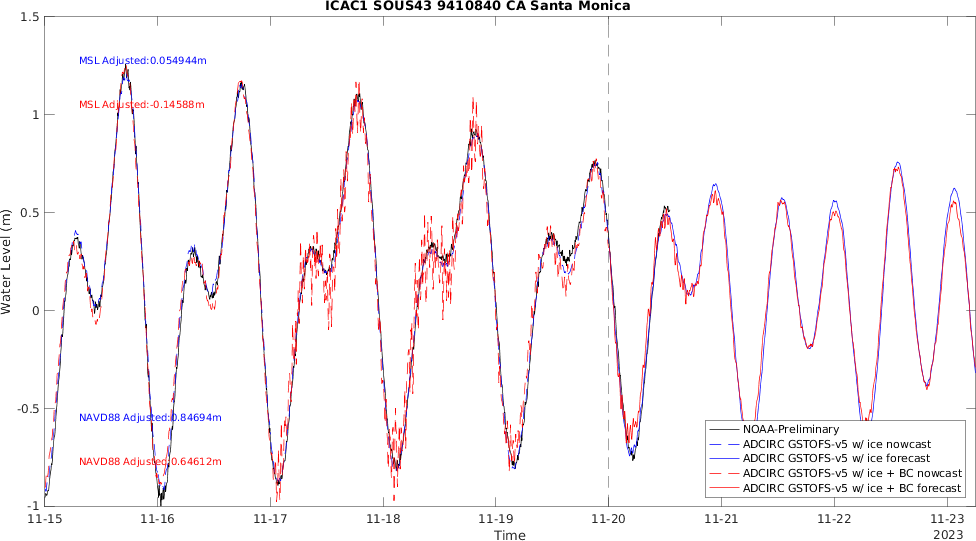 ICAC1 SOUS43 9410840 CA Santa Monica
1.5
MSL Adjusted:0.054944m
MSL Adjusted:-0.14588m
1
0.5
Water Level (m)
0
-0.5
NAVD88 Adjusted:0.84694m
NAVD88 Adjusted:0.64612m
-1
NOAA-Preliminary
ADCIRC GSTOFS-v5 w/ ice nowcast
ADCIRC GSTOFS-v5 w/ ice forecast
ADCIRC GSTOFS-v5 w/ ice + BC nowcast
ADCIRC GSTOFS-v5 w/ ice + BC forecast
11-15 11-16 11-17 11-18 11-19 11-20 11-21 11-22 11-23
Time
2023